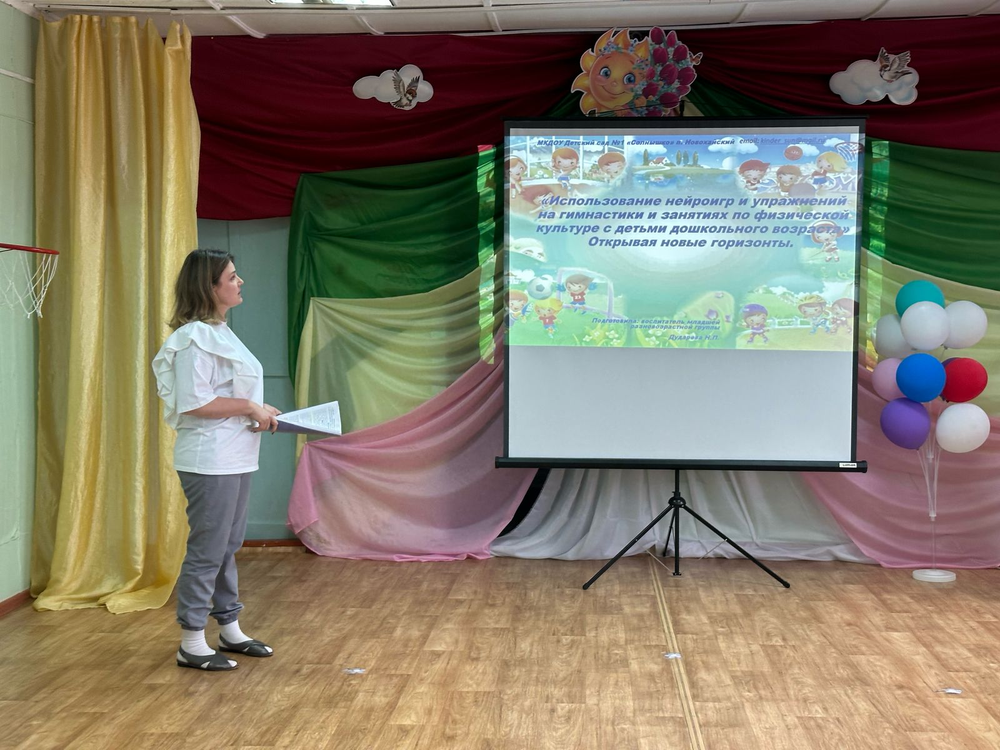 МКДОУ Детский сад №1 «Солнышко» п. Новохайский email: kinder_sun@mail.ru
«Использование нейроигр и упражнений
на гимнастики и занятиях по физической
культуре с детьми дошкольного возраста»
Открывая новые горизонты.
Подготовила: воспитатель младшей
разновозрастной группы
Дударева Н.П.